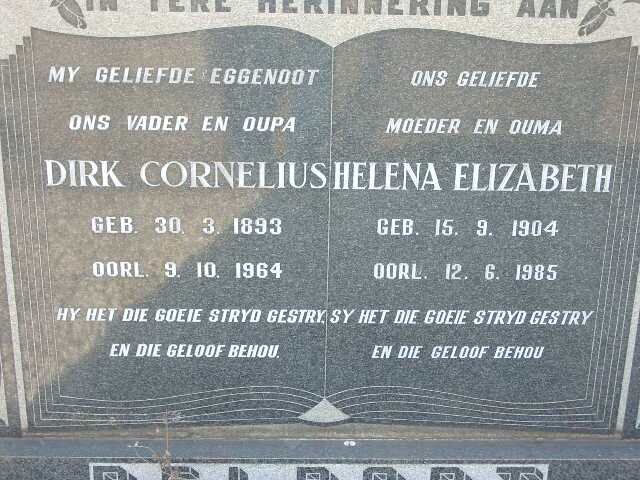 IN TERE HERINNERING AAN
MY GELIEFDE EGGENOOT
ONS VADER EN OUPA
DIRK CORNELIUS
GEB. 30. 3. 1893
OORL. 9. 10. 1964
HY HET DIE GOEIE STRYD GESTRY,
EN DIE GELOOF BEHOU.
ONS GELIEFDE
MOEDER EN OUMA
HELENA ELIZABETH
GEB. 15. 9. 1904
OORL. 12. 6. 1985
SY HET DIE GOEIE STRYD GESTRY
EN DIE GELOOF BEHOU